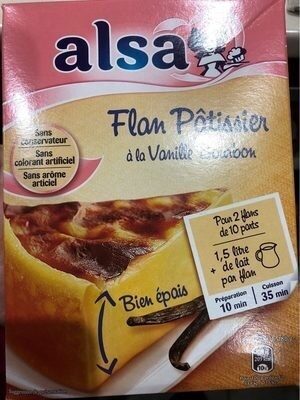 alsa
Flan Pâtissier
à la Vanille Bourbon
Sans
conservateur
Sans
colorant artificiel
Sans arôme
articiel
Pour 2 flans
de 10 parts
1,5 litre
+ de lait
par flan
Bien épais
Préparation
10 min
Cuisson
35 min